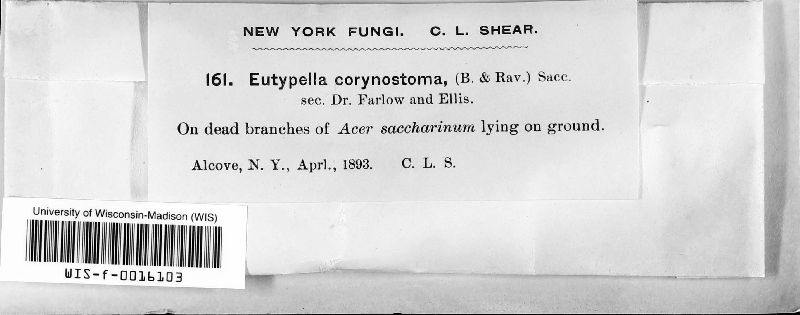 NEW YORK FUNGI. C. L. SHEAR.
161. Eutypella corynostoma, (B. & Rav.) Sacc.
sec. Dr. Farlow and Ellis.
On dead branches of Acer saccharinum lying on ground.
Alcove, N. Y., Aprl., 1893. C. L. S.
University of Wisconsin-Madison (WIS)
WIS-f-0016103